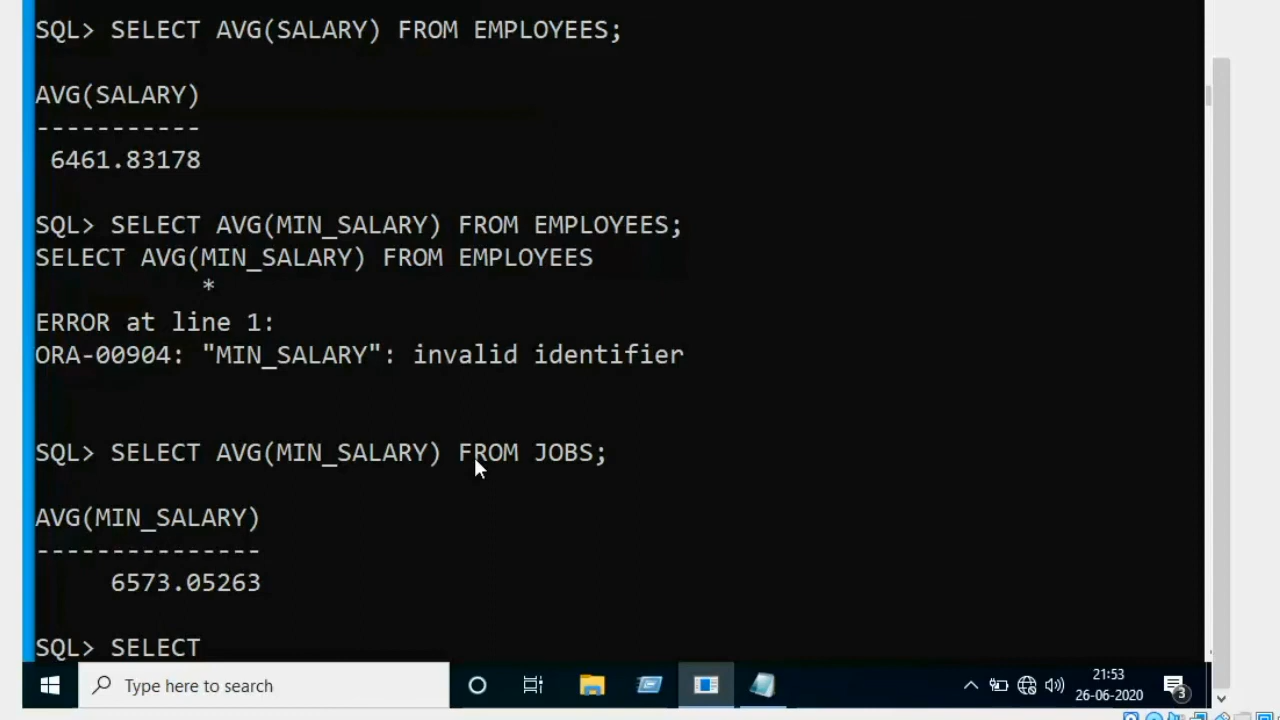 SQL> SELECT AVG(SALARY) FROM EMPLOYEES;
AVG(SALARY)
-----------
6461.83178
SQL> SELECT AVG(MIN_SALARY) FROM EMPLOYEES;
SELECT AVG(MIN_SALARY) FROM EMPLOYEES
*
ERROR at line 1:
ORA-00904: "MIN_SALARY": invalid identifier
SQL> SELECT AVG(MIN_SALARY) FROM JOBS;
AVG(MIN_SALARY)
---------------
6573.05263
SQL> SELECT
Type here to search
21:53
26-06-2020
3